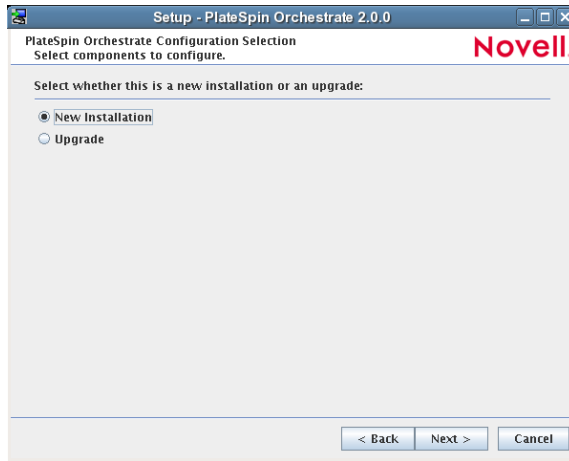 Setup - PlateSpin Orchestrate 2.0.0
PlateSpin Orchestrate Configuration Selection
Select components to configure.
Novell.
Select whether this is a new installation or an upgrade:
New Installation
Upgrade
< Back
Next >
Cancel